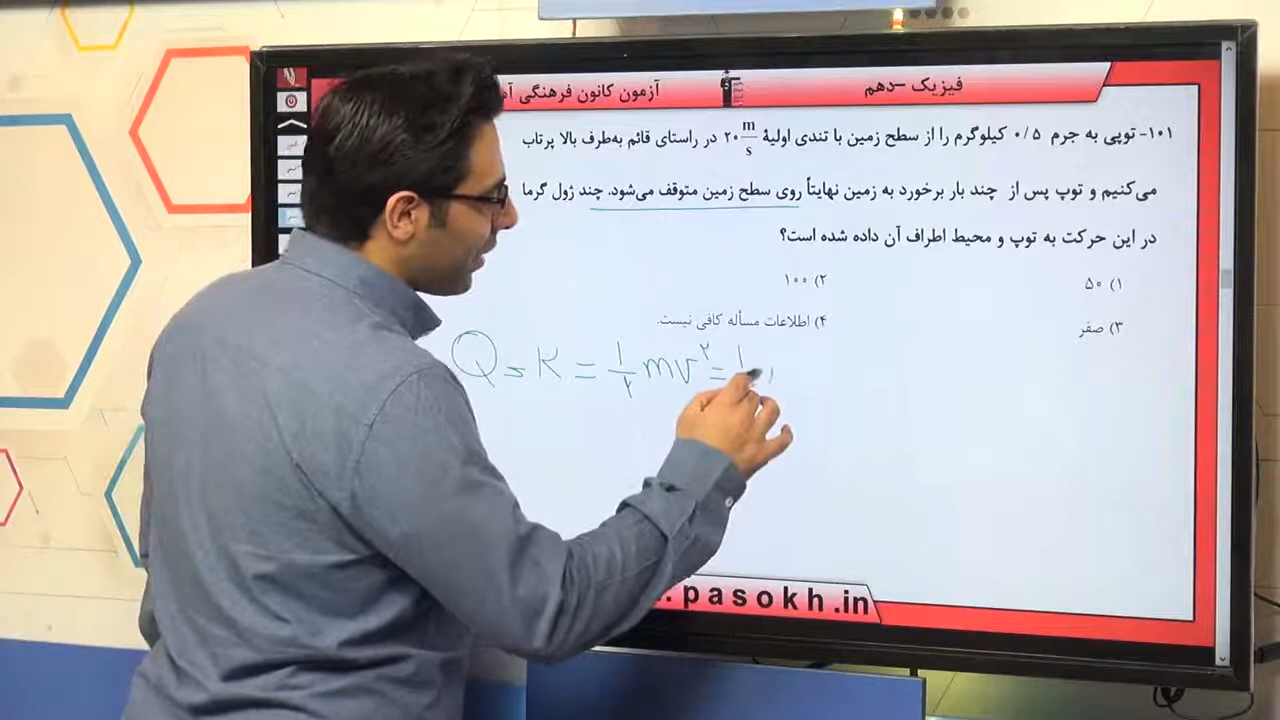 فیزیک - دهم
آزمون کانون فرهنگی
۱۰۱- توپی به جرم ۰/۵ کیلوگرم را از سطح زمین با تندی اولیهٔ ۲۰ m/s در راستای قائم به‌طرف بالا پرتاب
می‌کنیم و توپ پس از چند بار برخورد به زمین نهایتاً روی سطح زمین متوقف می‌شود. چند ژول گرما
در این حرکت به توپ و محیط اطراف آن داده شده است؟
۱) ۵۰
۲) ۱۰۰
۳) صفر
۴) اطلاعات مسأله کافی نیست.
Q = K = ۱/۲ mv² =
.pasokh.in